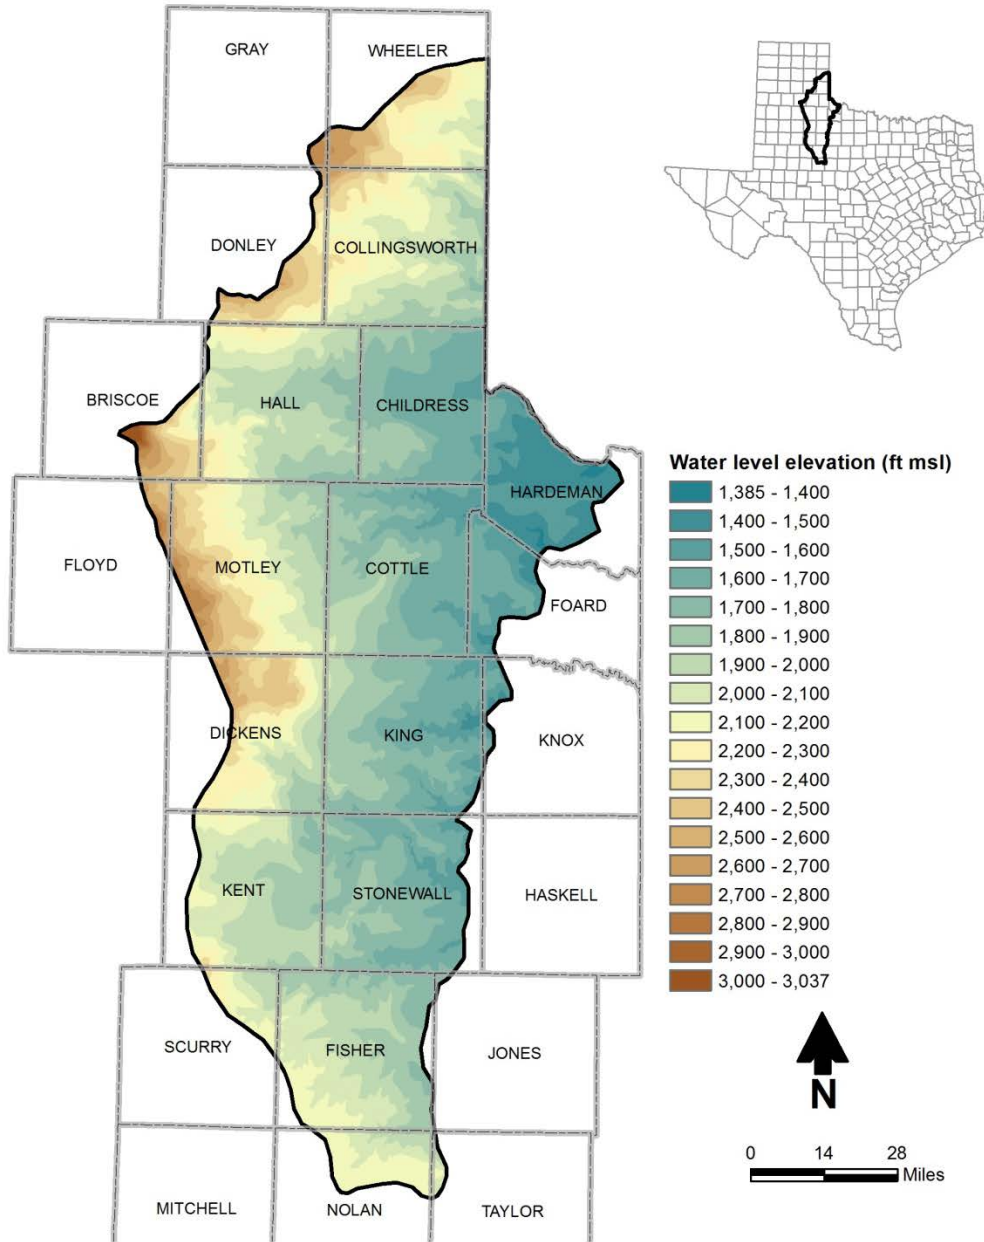 GRAY
WHEELER
DONLEY
COLLINGSWORTH
BRISCOE
HALL
CHILDRESS
HARDEMAN
FLOYD
MOTLEY
COTTLE
FOARD
DICKENS
KING
KNOX
KENT
STONEWALL
HASKELL
SCURRY
FISHER
JONES
MITCHELL
NOLAN
TAYLOR
Water level elevation (ft msl)
1,385 - 1,400
1,400 - 1,500
1,500 - 1,600
1,600 - 1,700
1,700 - 1,800
1,800 - 1,900
1,900 - 2,000
2,000 - 2,100
2,100 - 2,200
2,200 - 2,300
2,300 - 2,400
2,400 - 2,500
2,500 - 2,600
2,600 - 2,700
2,700 - 2,800
2,800 - 2,900
2,900 - 3,000
3,000 - 3,037
N
0 14 28
Miles